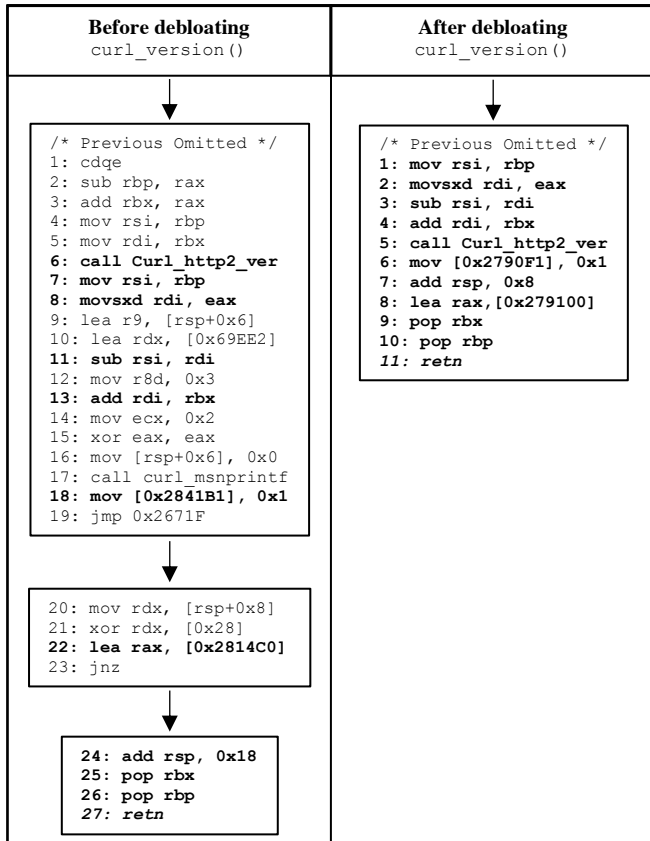 Before debloating
curl_version()
/* Previous Omitted */
1: cdqe
2: sub rbp, rax
3: add rbx, rax
4: mov rsi, rbp
5: mov rdi, rbx
6: call Curl_http2_ver
7: mov rsi, rbp
8: movsxd rdi, eax
9: lea r9, [rsp+0x6]
10: lea rdx, [0x69EE2]
11: sub rsi, rdi
12: mov r8d, 0x3
13: add rdi, rbx
14: mov ecx, 0x2
15: xor eax, eax
16: mov [rsp+0x6], 0x0
17: call curl_msnprintf
18: mov [0x2841B1], 0x1
19: jmp 0x2671F
20: mov rdx, [rsp+0x8]
21: xor rdx, [0x28]
22: lea rax, [0x2814C0]
23: jnz
24: add rsp, 0x18
25: pop rbx
26: pop rbp
27: retn
After debloating
curl_version()
/* Previous Omitted */
1: mov rsi, rbp
2: movsxd rdi, eax
3: sub rsi, rdi
4: add rdi, rbx
5: call Curl_http2_ver
6: mov [0x2790F1], 0x1
7: add rsp, 0x8
8: lea rax,[0x279100]
9: pop rbx
10: pop rbp
11: retn